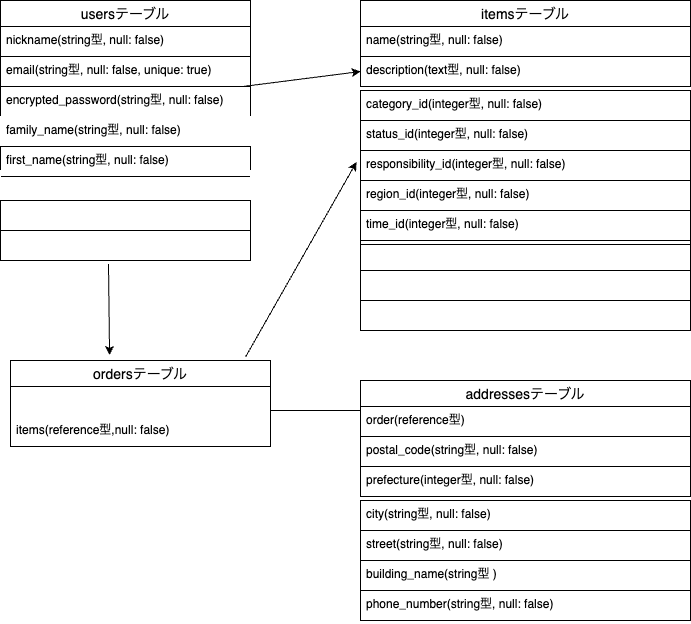 usersテーブル
nickname(string型, null: false)
email(string型, null: false, unique: true)
encrypted_password(string型, null: false)
family_name(string型, null: false)
first_name(string型, null: false)
itemsテーブル
name(string型, null: false)
description(text型, null: false)
category_id(integer型, null: false)
status_id(integer型, null: false)
responsibility_id(integer型, null: false)
region_id(integer型, null: false)
time_id(integer型, null: false)
ordersテーブル
items(reference型,null: false)
addressesテーブル
order(reference型)
postal_code(string型, null: false)
prefecture(integer型, null: false)
city(string型, null: false)
street(string型, null: false)
building_name(string型 )
phone_number(string型, null: false)